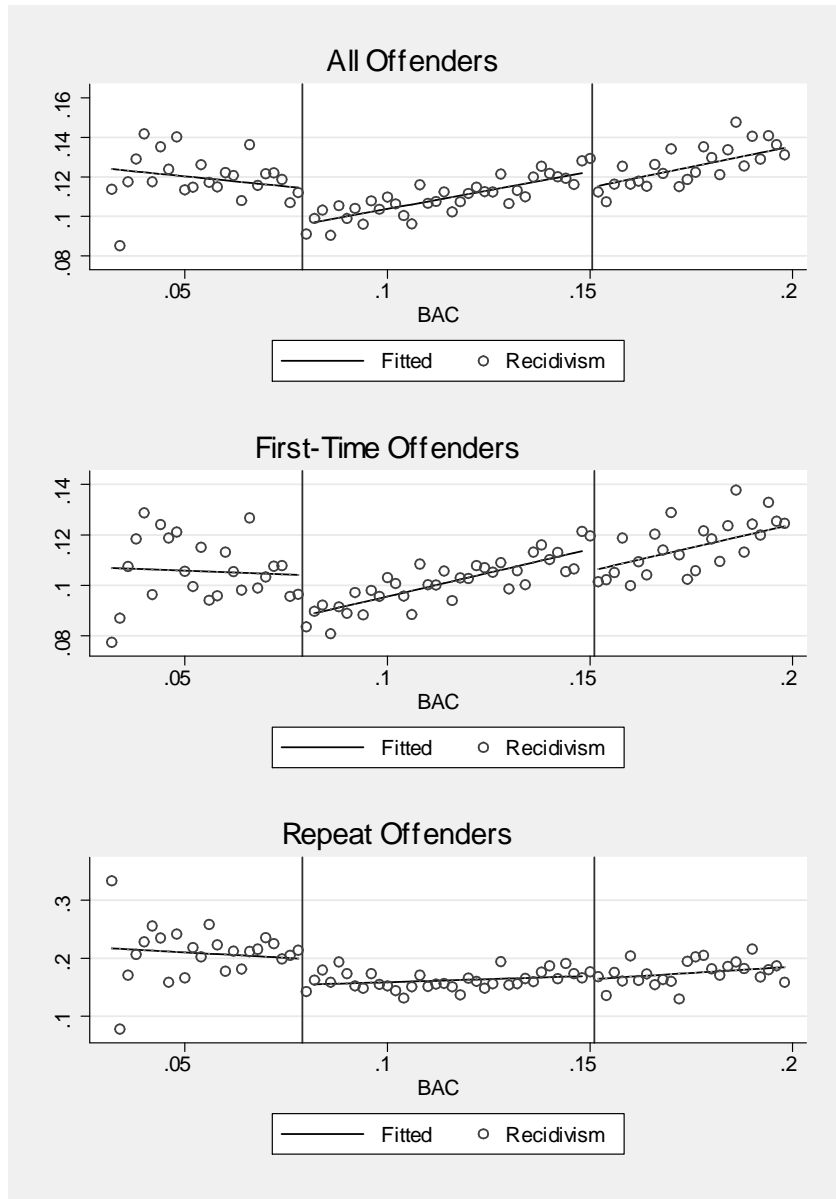 All Offenders
.16
.14
.12
.1
.08
.05
.1
.15
.2
BAC
Fitted Recidivism
First-Time Offenders
.14
.12
.1
.08
.05
.1
.15
.2
BAC
Fitted Recidivism
Repeat Offenders
.3
.2
.1
.05
.1
.15
.2
BAC
Fitted Recidivism